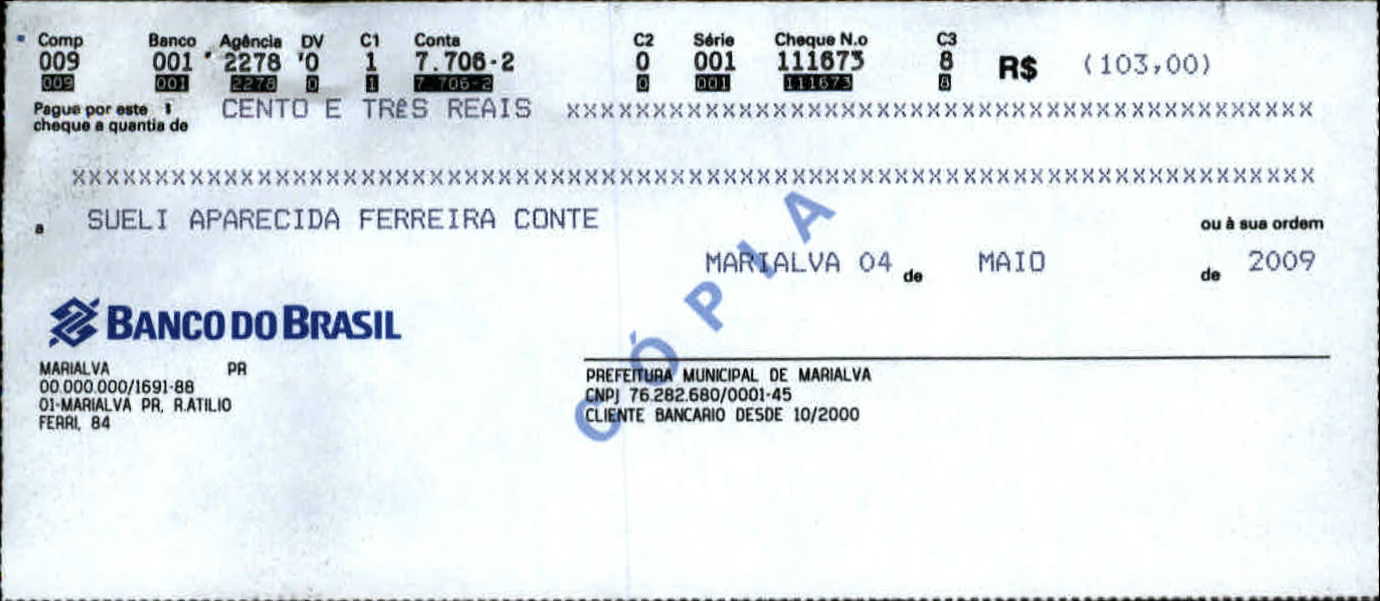 Comp Banco Agência DV C1 Conta C2 Série Cheque N.o C3
009 001 2278 0 1 7.706-2 0 001 111673 8 R$ (103,00)
009 001 2278 0 1 7.706-2 0 001 111673 8
Pague por este CENTO E TRÊS REAIS XXXXXXXXXXXXXXXXXXXXXXXXXXXXXXXXXXXXXXXXXXX
cheque a quantia de
XXXXXXXXXXXXXXXXXXXXXXXXXXXXXXXXXXXXXXXXXXXXXXXXXXXXXXXXXXXXXXXXXXXXXXXX
a SUELI APARECIDA FERREIRA CONTE ou à sua ordem
MARIALVA 04 de MAIO de 2009
CÓPIA
BANCO DO BRASIL
MARIALVA PR
00.000.000/1691-88
01-MARIALVA PR, R.ATILIO
FERRI, 84
PREFEITURA MUNICIPAL DE MARIALVA
CNPJ 76.282.680/0001-45
CLIENTE BANCARIO DESDE 10/2000